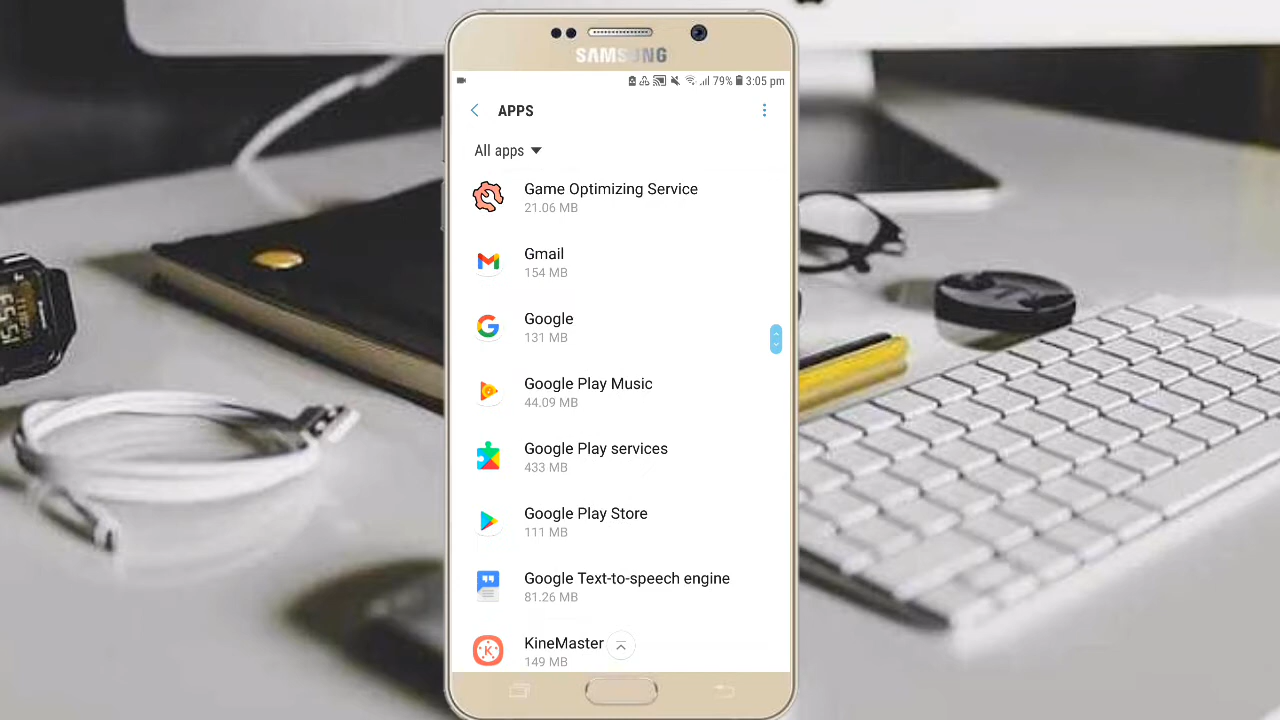 SAMSUNG
79% 3:05 pm
APPS
All apps
Game Optimizing Service
21.06 MB
Gmail
154 MB
Google
131 MB
Google Play Music
44.09 MB
Google Play services
433 MB
Google Play Store
111 MB
Google Text-to-speech engine
81.26 MB
KineMaster
149 MB